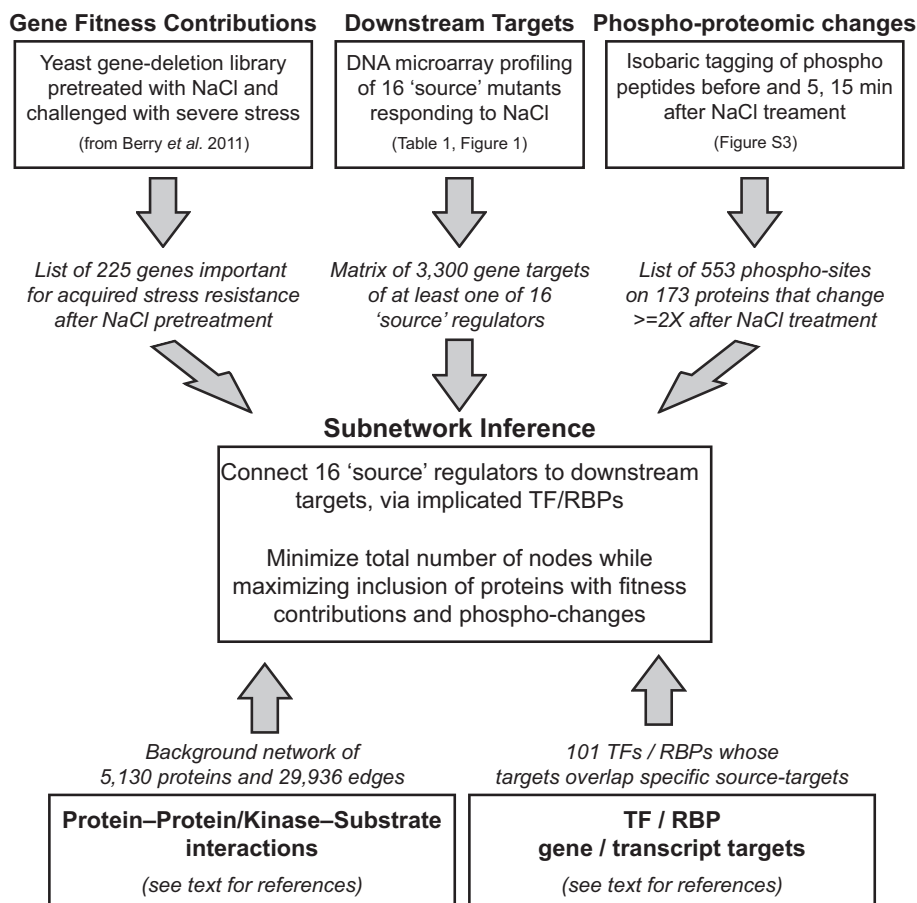 Gene Fitness Contributions
Yeast gene-deletion library
pretreated with NaCl and
challenged with severe stress
(from Berry et al. 2011)
List of 225 genes important
for acquired stress resistance
after NaCl pretreatment
Downstream Targets
DNA microarray profiling
of 16 ‘source’ mutants
responding to NaCl
(Table 1, Figure 1)
Matrix of 3,300 gene targets
of at least one of 16
‘source’ regulators
Phospho-proteomic changes
Isobaric tagging of phospho
peptides before and 5, 15 min
after NaCl treament
(Figure S3)
List of 553 phospho-sites
on 173 proteins that change
>=2X after NaCl treatment
Subnetwork Inference
Connect 16 ‘source’ regulators to downstream
targets, via implicated TF/RBPs
Minimize total number of nodes while
maximizing inclusion of proteins with fitness
contributions and phospho-changes
Background network of
5,130 proteins and 29,936 edges
Protein–Protein/Kinase–Substrate
interactions
(see text for references)
101 TFs / RBPs whose
targets overlap specific source-targets
TF / RBP
gene / transcript targets
(see text for references)